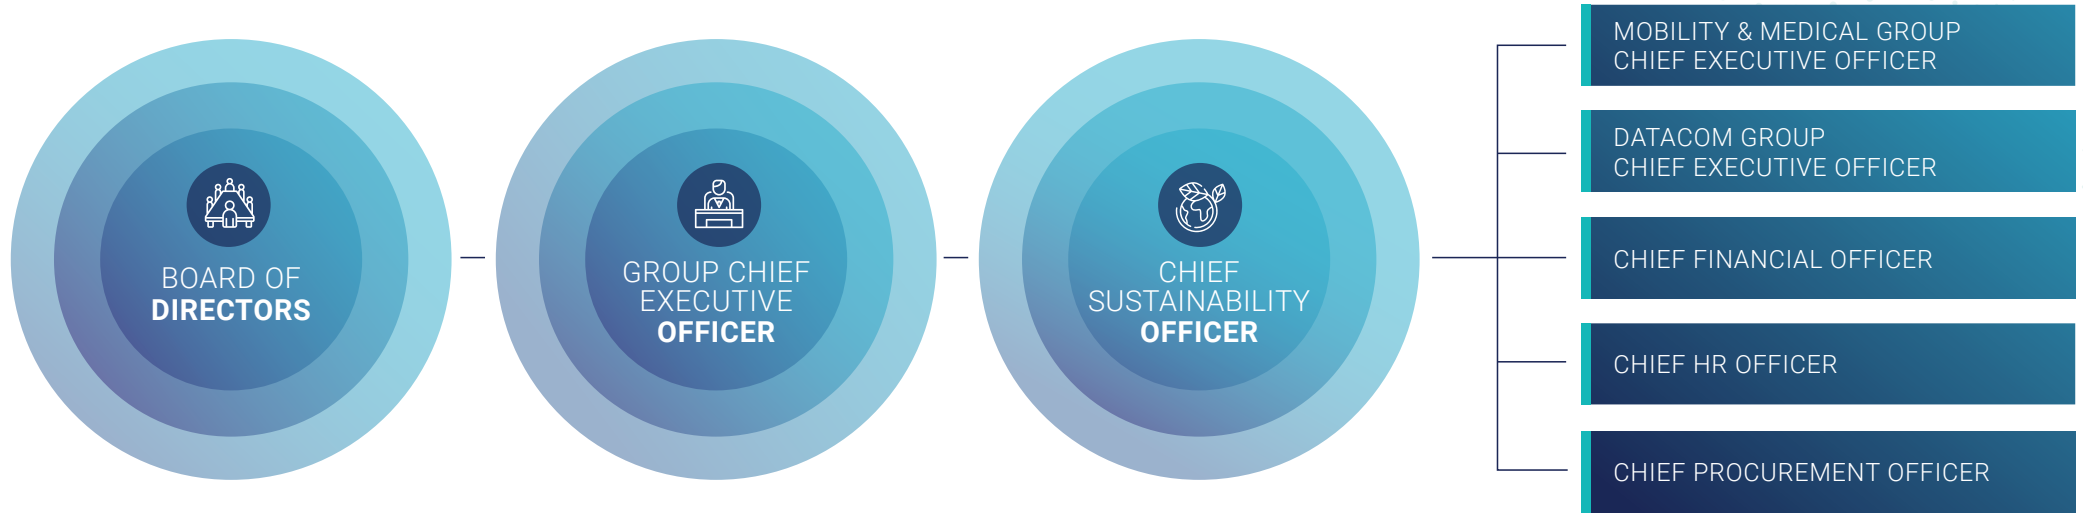 BOARD OF
DIRECTORS
GROUP CHIEF
EXECUTIVE
OFFICER
CHIEF
SUSTAINABILITY
OFFICER
MOBILITY & MEDICAL GROUP
CHIEF EXECUTIVE OFFICER
DATACOM GROUP
CHIEF EXECUTIVE OFFICER
CHIEF FINANCIAL OFFICER
CHIEF HR OFFICER
CHIEF PROCUREMENT OFFICER